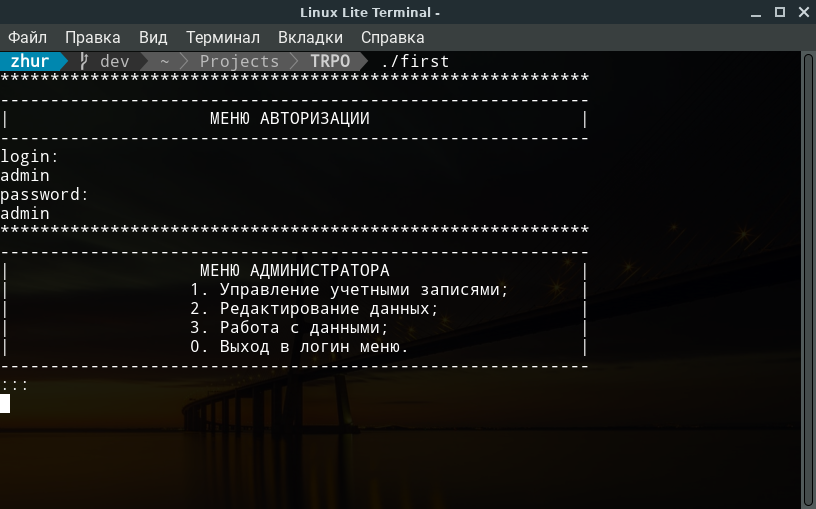 Linux Lite Terminal -
Файл Правка Вид Терминал Вкладки Справка
zhur dev ~ Projects TRPO ./first
***********************************************************
-----------------------------------------------------------
| МЕНЮ АВТОРИЗАЦИИ |
-----------------------------------------------------------
login:
admin
password:
admin
***********************************************************
-----------------------------------------------------------
| МЕНЮ АДМИНИСТРАТОРА |
| 1. Управление учетными записями; |
| 2. Редактирование данных; |
| 3. Работа с данными; |
| 0. Выход в логин меню. |
-----------------------------------------------------------
:::